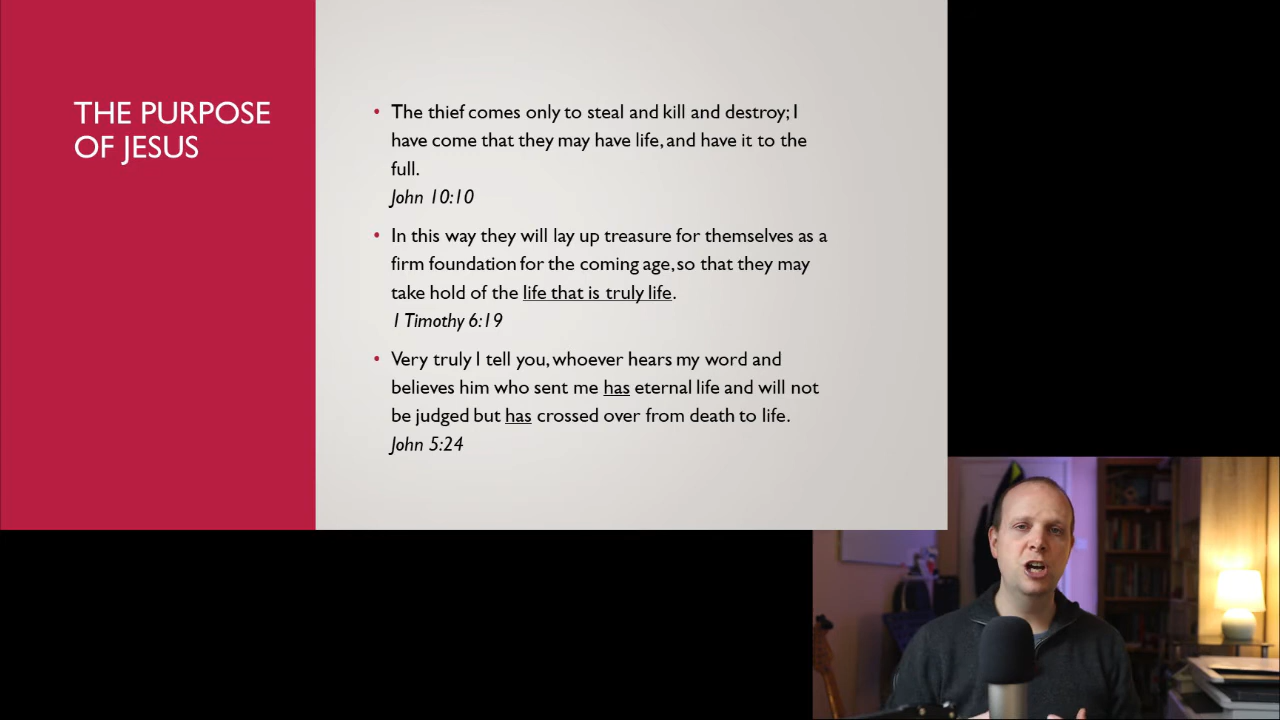 THE PURPOSE
OF JESUS
• The thief comes only to steal and kill and destroy; I
have come that they may have life, and have it to the
full.
John 10:10
• In this way they will lay up treasure for themselves as a
firm foundation for the coming age, so that they may
take hold of the life that is truly life.
1 Timothy 6:19
• Very truly I tell you, whoever hears my word and
believes him who sent me has eternal life and will not
be judged but has crossed over from death to life.
John 5:24